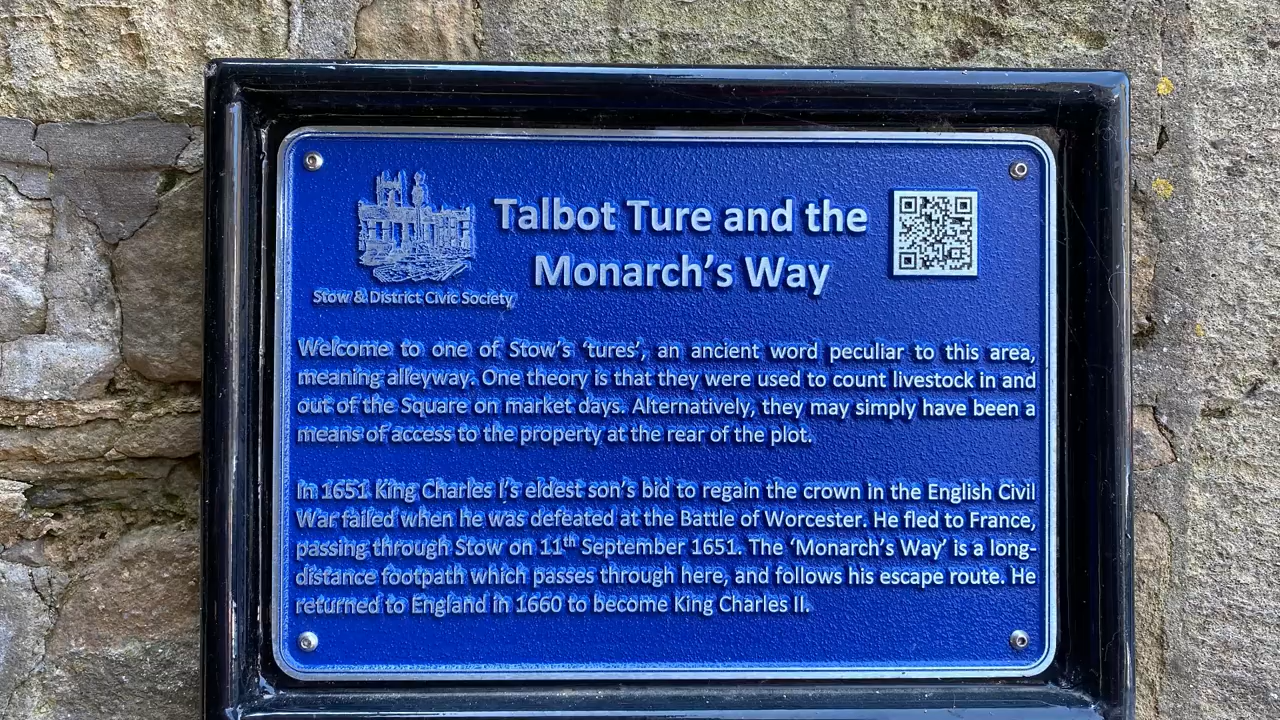 Talbot Ture and the
Monarch's Way
Stow & District Civic Society
Welcome to one of Stow's 'tures', an ancient word peculiar to this area,
meaning alleyway. One theory is that they were used to count livestock in and
out of the Square on market days. Alternatively, they may simply have been a
means of access to the property at the rear of the plot.
In 1651 King Charles I's eldest son's bid to regain the crown in the English Civil
War failed when he was defeated at the Battle of Worcester. He fled to France,
passing through Stow on 11th September 1651. The 'Monarch's Way' is a long-
distance footpath which passes through here, and follows his escape route. He
returned to England in 1660 to become King Charles II.